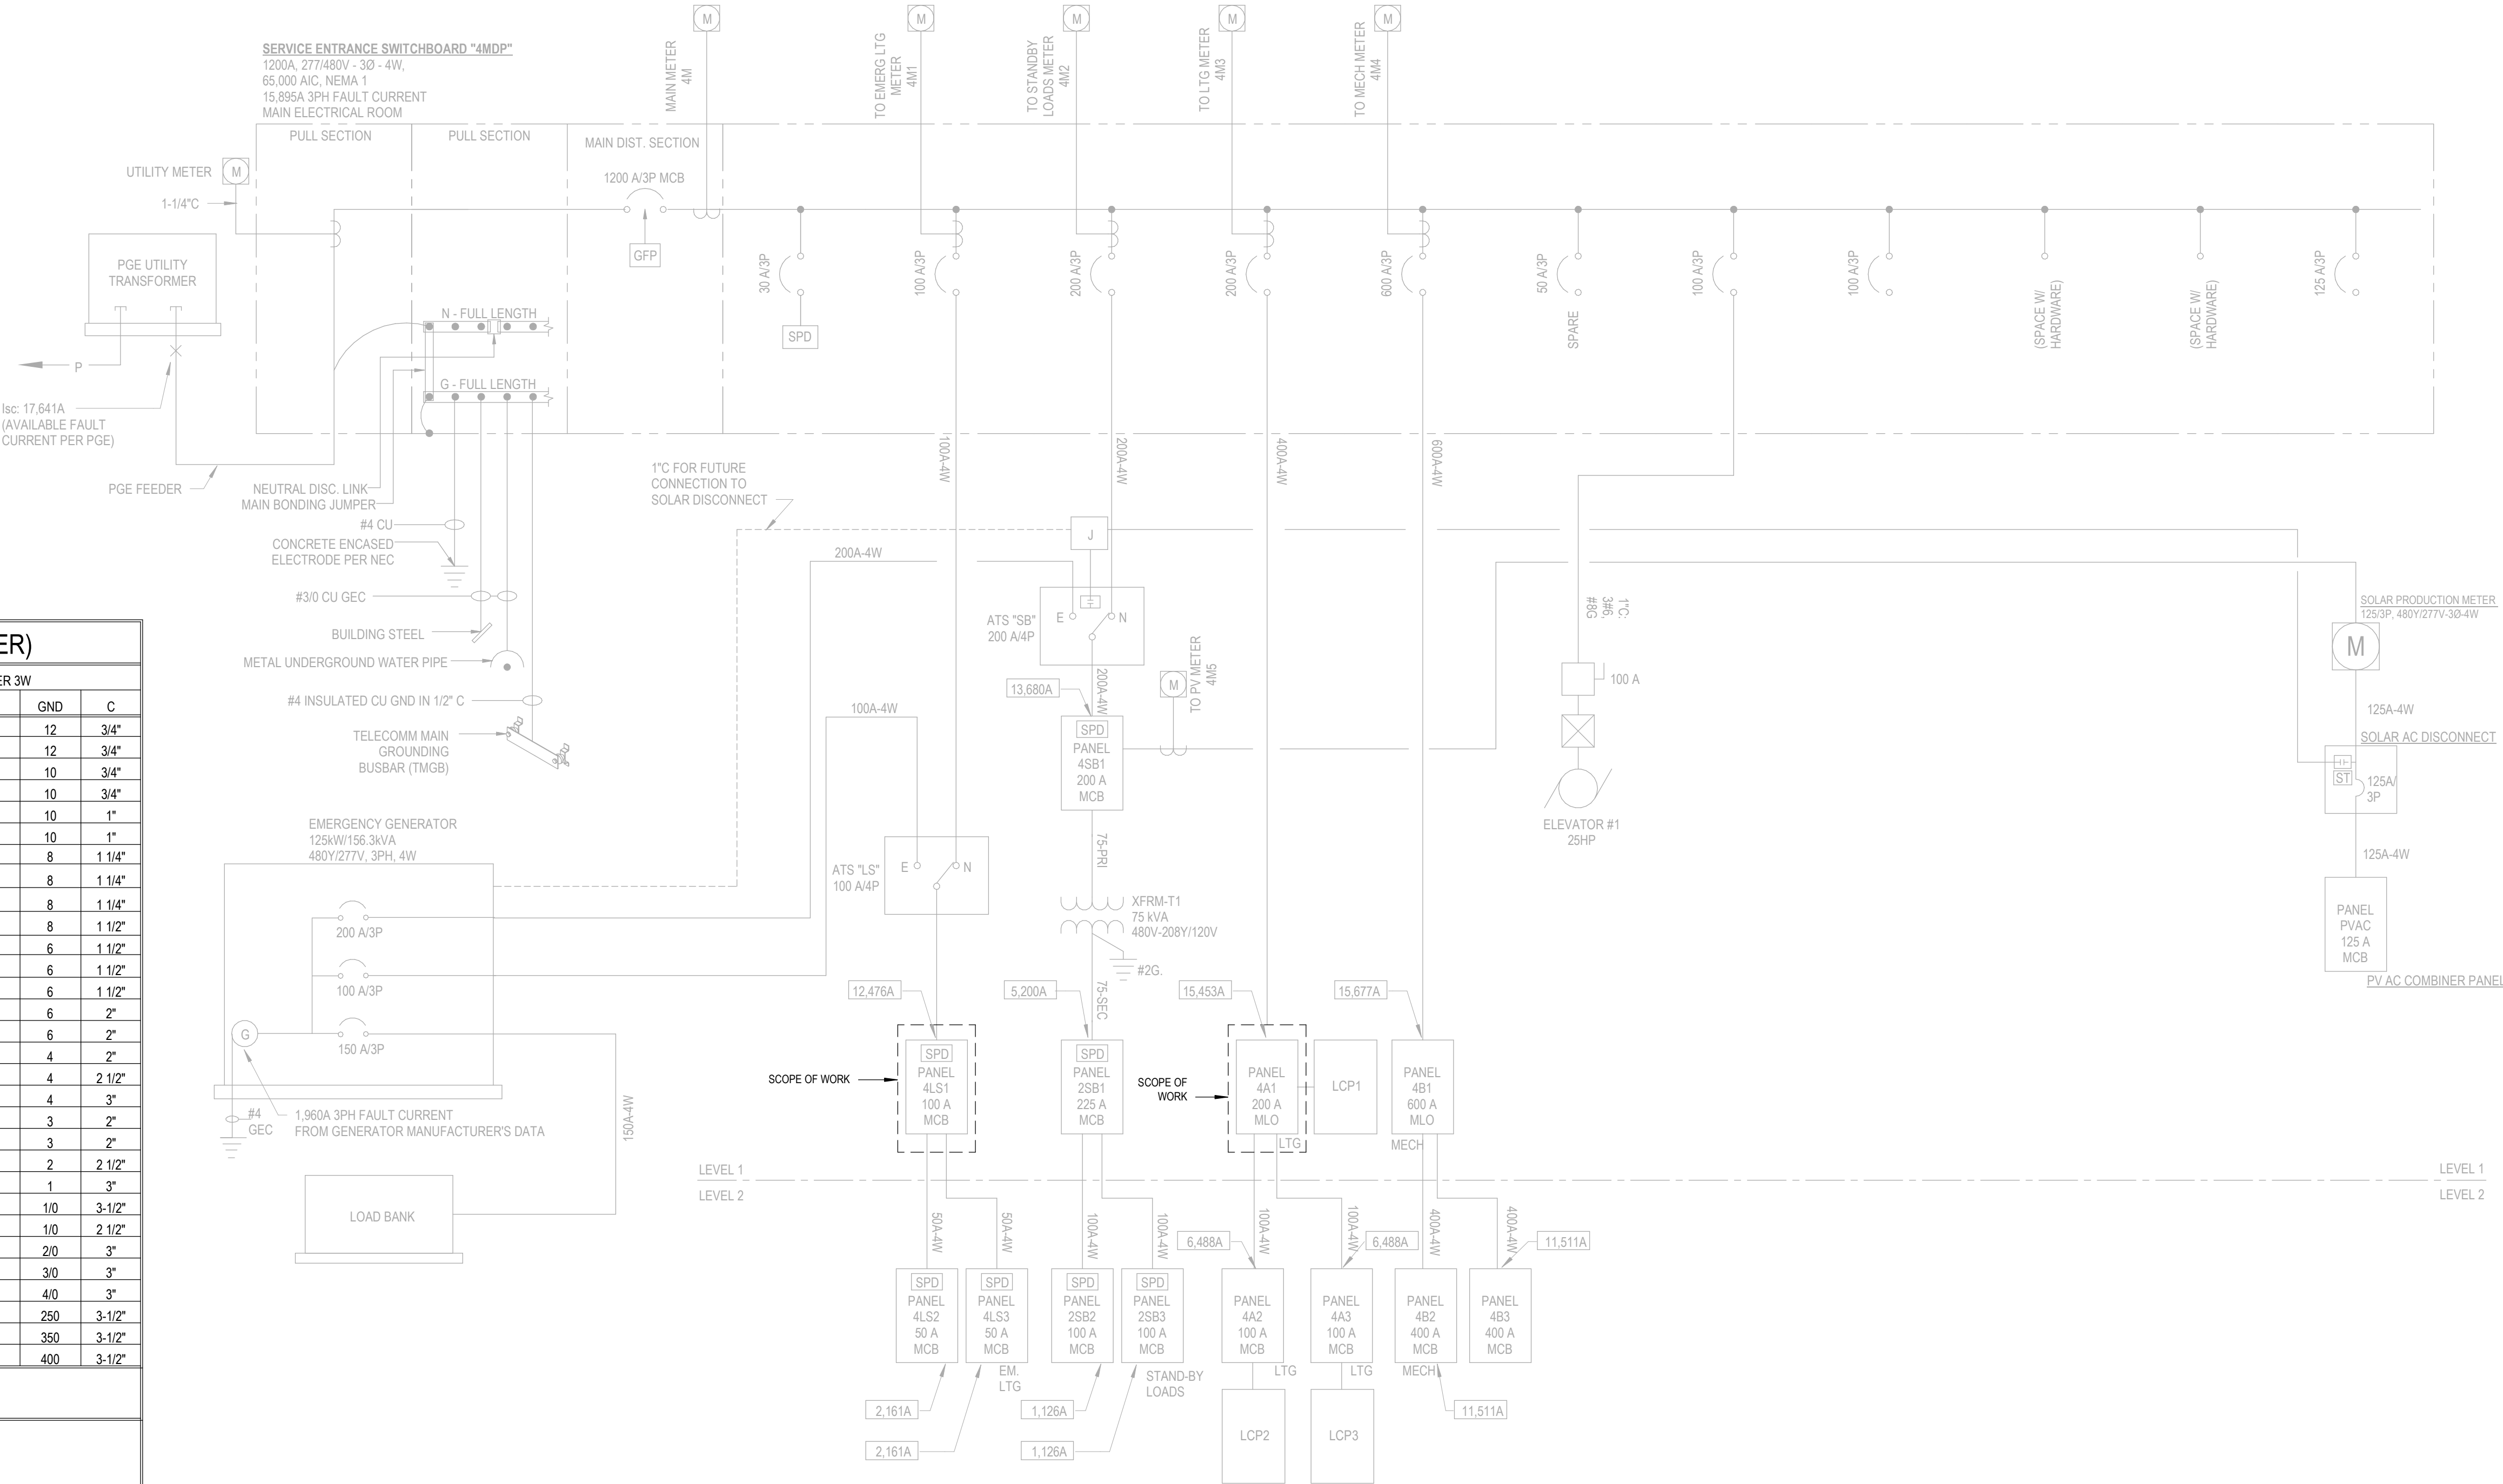 SERVICE ENTRANCE SWITCHBOARD "4MDP"
1200A, 277/480V - 3Ø - 4W,
65,000 AIC, NEMA 1
15,895A 3PH FAULT CURRENT
MAIN ELECTRICAL ROOM
M
MAIN METER
4M
M
TO EMERG LTG
METER
4M1
M
TO STANDBY
LOADS METER
4M2
M
TO LTG METER
4M3
M
TO MECH METER
4M4
PULL SECTION
PULL SECTION
MAIN DIST. SECTION
UTILITY METER
M
1-1/4"C
1200 A/3P MCB
GFP
PGE UTILITY
TRANSFORMER
30 A/3P
SPD
100 A/3P
200 A/3P
200 A/3P
600 A/3P
50 A/3P
SPARE
100 A/3P
100 A/3P
(SPACE W/
HARDWARE)
(SPACE W/
HARDWARE)
125 A/3P
N - FULL LENGTH
G - FULL LENGTH
P
Isc: 17,641A
(AVAILABLE FAULT
CURRENT PER PGE)
PGE FEEDER
NEUTRAL DISC. LINK
MAIN BONDING JUMPER
#4 CU
CONCRETE ENCASED
ELECTRODE PER NEC
#3/0 CU GEC
BUILDING STEEL
METAL UNDERGROUND WATER PIPE
#4 INSULATED CU GND IN 1/2" C
TELECOMM MAIN
GROUNDING
BUSBAR (TMGB)
1"C FOR FUTURE
CONNECTION TO
SOLAR DISCONNECT
100A-4W
200A-4W
400A-4W
600A-4W
J
200A-4W
ATS "SB"
200 A/4P
E
N
200A-4W
13,680A
M
TO PV METER
4M5
SPD
PANEL
4SB1
200 A
MCB
75-PRI
XFRM-T1
75 kVA
480V-208Y/120V
#2G.
75-SEC
1"C,
3#6,
#8G
100 A
ELEVATOR #1
25HP
SOLAR PRODUCTION METER
125/3P, 480Y/277V-3Ø-4W
M
125A-4W
SOLAR AC DISCONNECT
ST
125A/
3P
125A-4W
PANEL
PVAC
125 A
MCB
PV AC COMBINER PANEL
100A-4W
ATS "LS"
100 A/4P
E
N
EMERGENCY GENERATOR
125kW/156.3kVA
480Y/277V, 3PH, 4W
200 A/3P
100 A/3P
150 A/3P
G
#4
GEC
1,960A 3PH FAULT CURRENT
FROM GENERATOR MANUFACTURER'S DATA
150A-4W
LOAD BANK
12,476A
5,200A
15,453A
15,677A
SCOPE OF WORK
SPD
PANEL
4LS1
100 A
MCB
SPD
PANEL
2SB1
225 A
MCB
SCOPE OF
WORK
PANEL
4A1
200 A
MLO
LTG
LCP1
PANEL
4B1
600 A
MLO
MECH
LEVEL 1
LEVEL 2
LEVEL 1
LEVEL 2
50A-4W
50A-4W
100A-4W
100A-4W
100A-4W
100A-4W
400A-4W
400A-4W
6,488A
6,488A
11,511A
SPD
PANEL
4LS2
50 A
MCB
SPD
PANEL
4LS3
50 A
MCB
EM.
LTG
SPD
PANEL
2SB2
100 A
MCB
SPD
PANEL
2SB3
100 A
MCB
STAND-BY
LOADS
PANEL
4A2
100 A
MCB
LTG
PANEL
4A3
100 A
MCB
LTG
PANEL
4B2
400 A
MCB
MECH
PANEL
4B3
400 A
MCB
2,161A
2,161A
1,126A
1,126A
11,511A
LCP2
LCP3
ER)
ER 3W
GND C
12 3/4"
12 3/4"
10 3/4"
10 3/4"
10 1"
10 1"
8 1 1/4"
8 1 1/4"
8 1 1/4"
8 1 1/2"
6 1 1/2"
6 1 1/2"
6 1 1/2"
6 2"
6 2"
4 2"
4 2 1/2"
4 3"
3 2"
3 2"
2 2 1/2"
1 3"
1/0 3-1/2"
1/0 2 1/2"
2/0 3"
3/0 3"
4/0 3"
250 3-1/2"
350 3-1/2"
400 3-1/2"